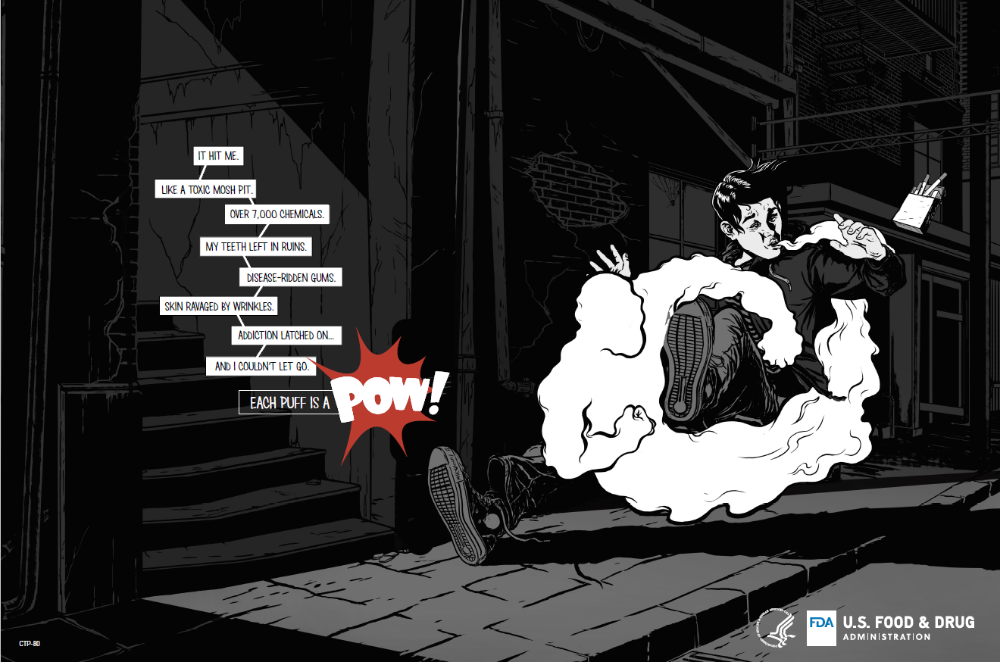 IT HIT ME.
LIKE A TOXIC MOSH PIT.
OVER 7,000 CHEMICALS.
MY TEETH LEFT IN RUINS.
DISEASE-RIDDEN GUMS.
SKIN RAVAGED BY WRINKLES.
ADDICTION LATCHED ON...
AND I COULDN'T LET GO.
EACH PUFF IS A POW!
CTP-80
FDA U.S. FOOD & DRUG
ADMINISTRATION